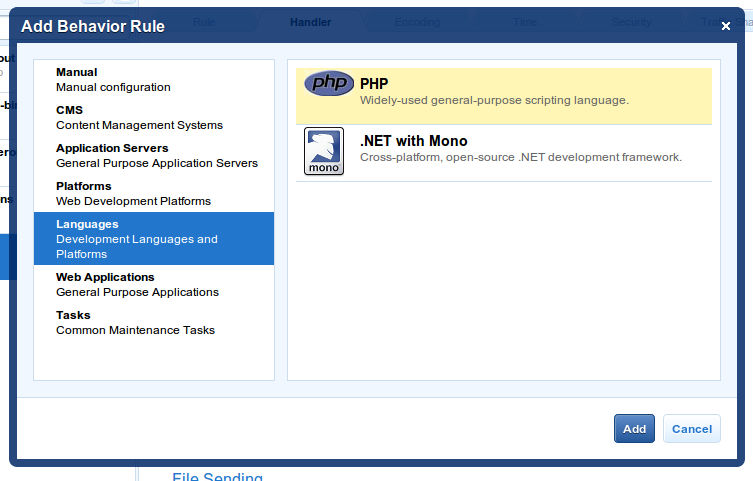 Rule
Handler
Encoding
Time
Security
Add Behavior Rule
Manual
Manual configuration
CMS
Content Management Systems
Application Servers
General Purpose Application Servers
Platforms
Web Development Platforms
Languages
Development Languages and
Platforms
Web Applications
General Purpose Applications
Tasks
Common Maintenance Tasks
php
PHP
Widely-used general-purpose scripting language.
mono
.NET with Mono
Cross-platform, open-source .NET development framework.
Add
Cancel
File Sending